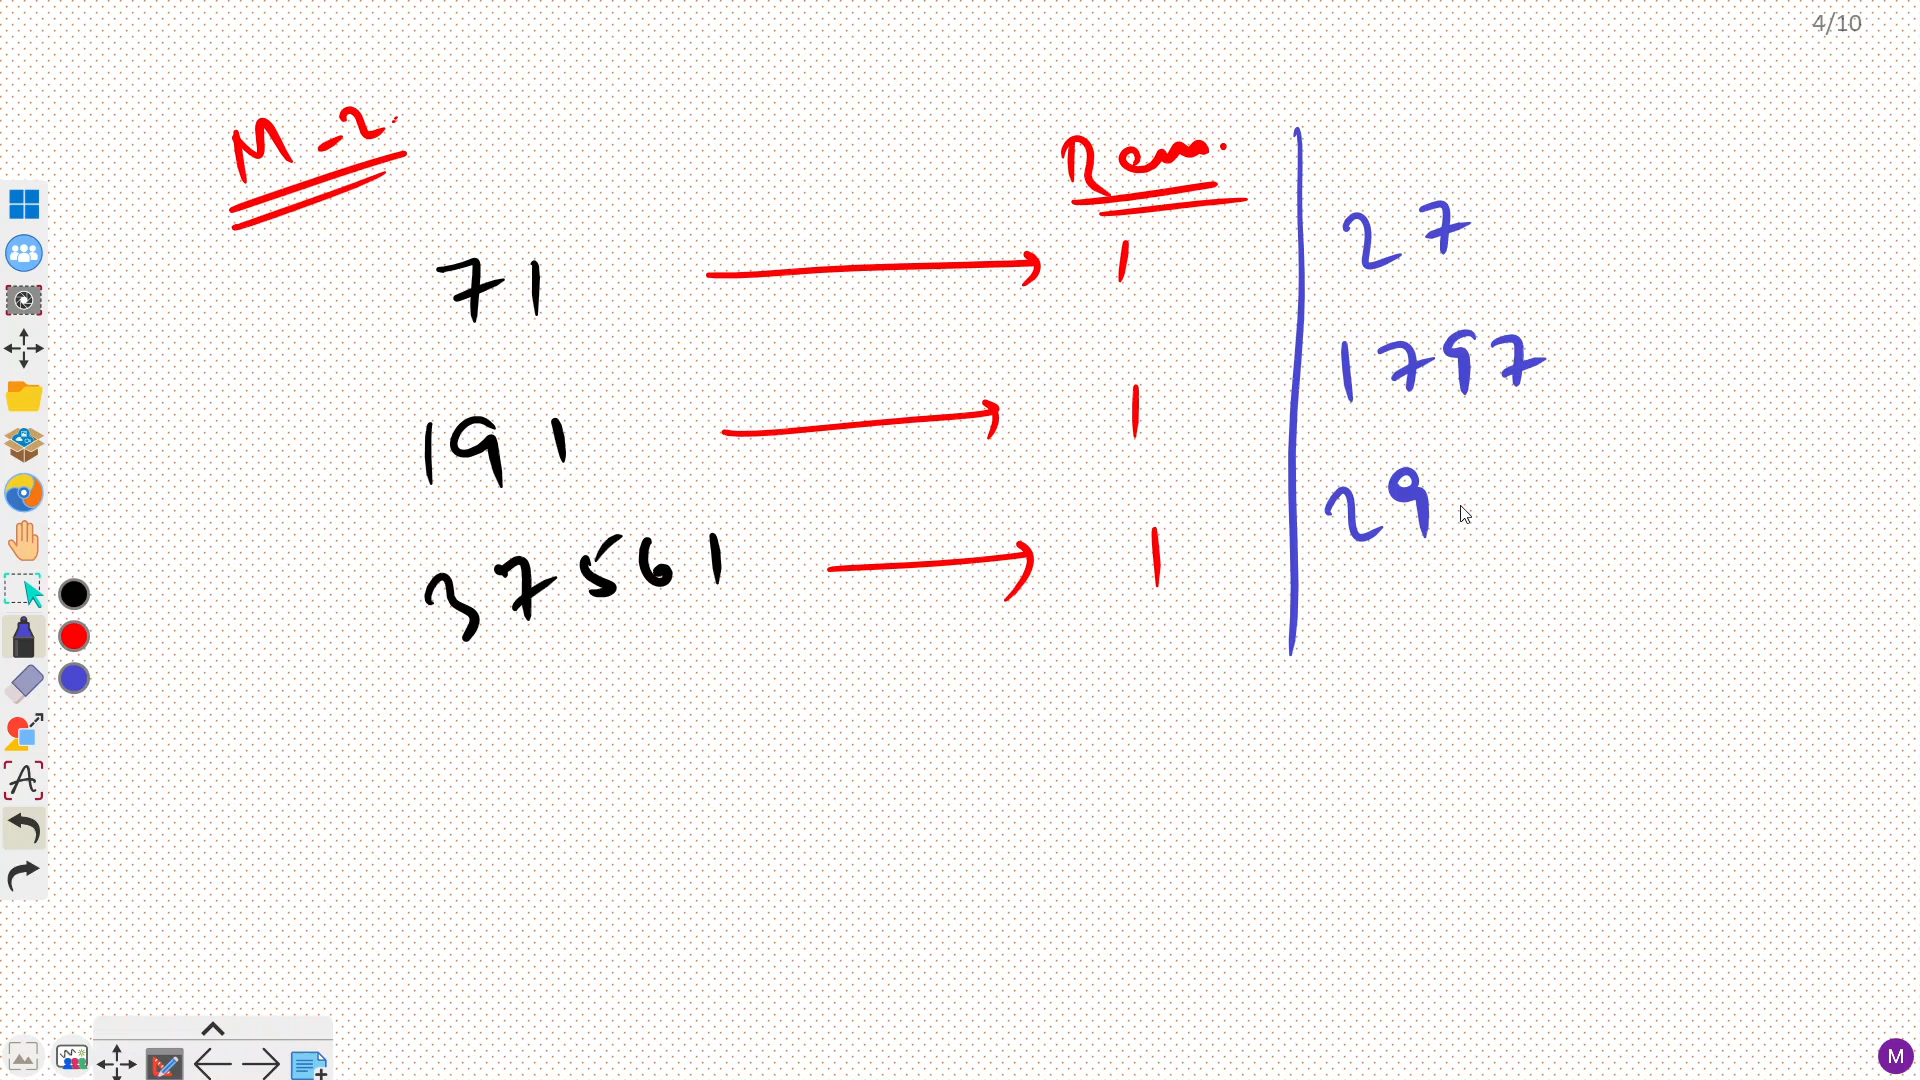 4/10
M-2.
Rem.
71 → 1
191 → 1
37561 → 1
27
1797
29
A
M